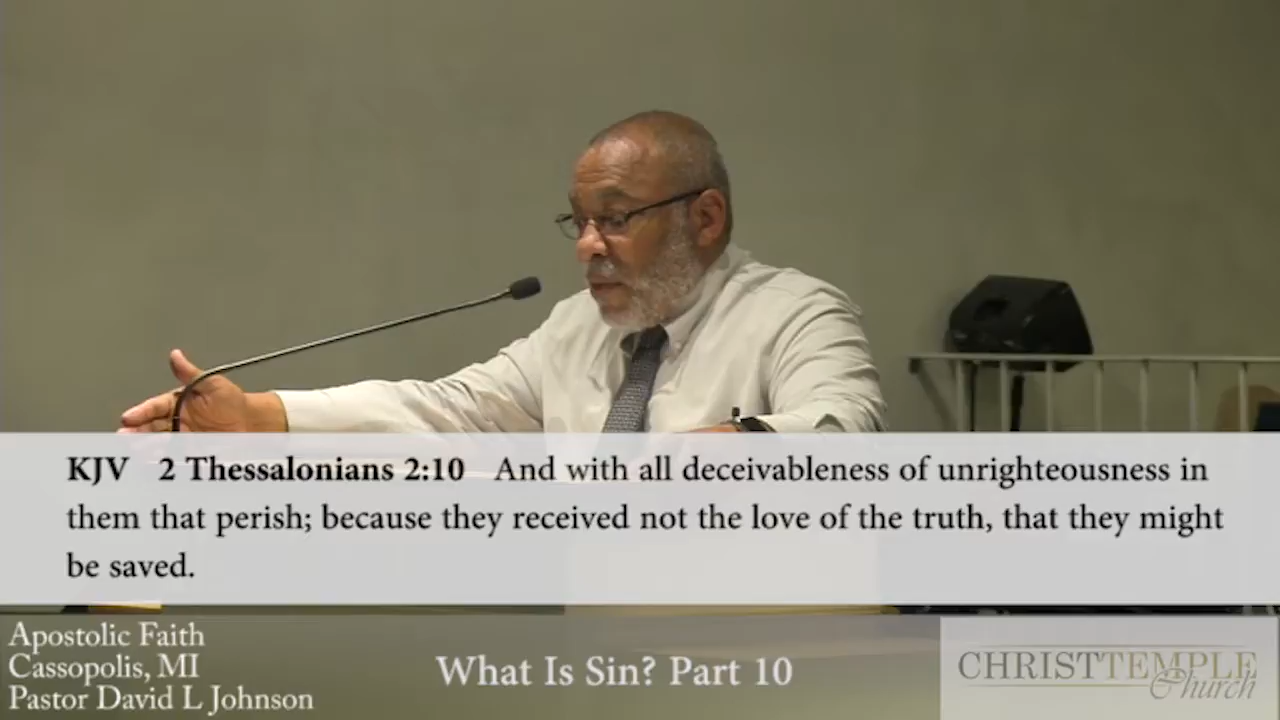 KJV 2 Thessalonians 2:10 And with all deceivableness of unrighteousness in
them that perish; because they received not the love of the truth, that they might
be saved.
Apostolic Faith
Cassopolis, MI
Pastor David L Johnson
What Is Sin? Part 10
CHRISTTEMPLE
Church